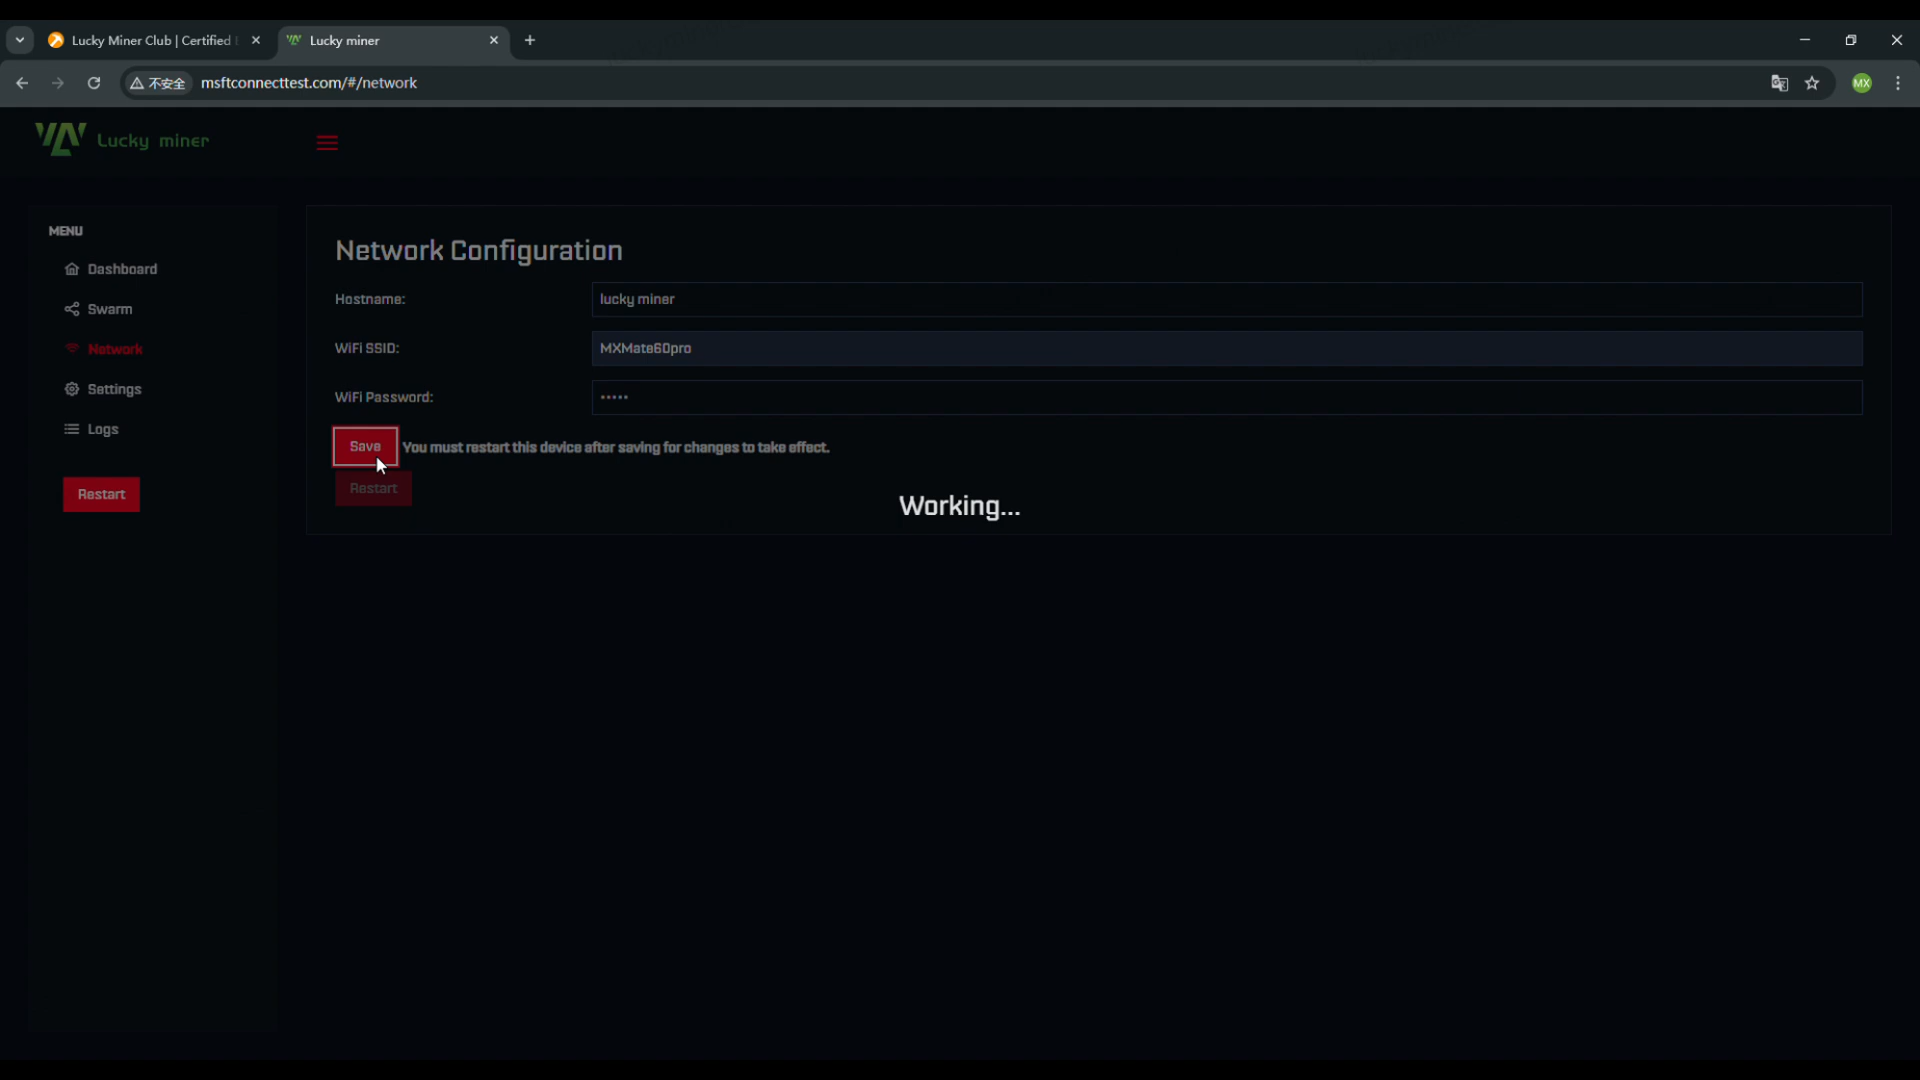 Lucky Miner Club | Certified
Lucky miner
不安全
msftconnecttest.com/#/network
MX
Lucky miner
MENU
Dashboard
Swarm
Network
Settings
Logs
Restart
Network Configuration
Hostname:
lucky miner
WiFi SSID:
MXMate60pro
WiFi Password:
•••••
Save
You must restart this device after saving for changes to take effect.
Restart
Working...